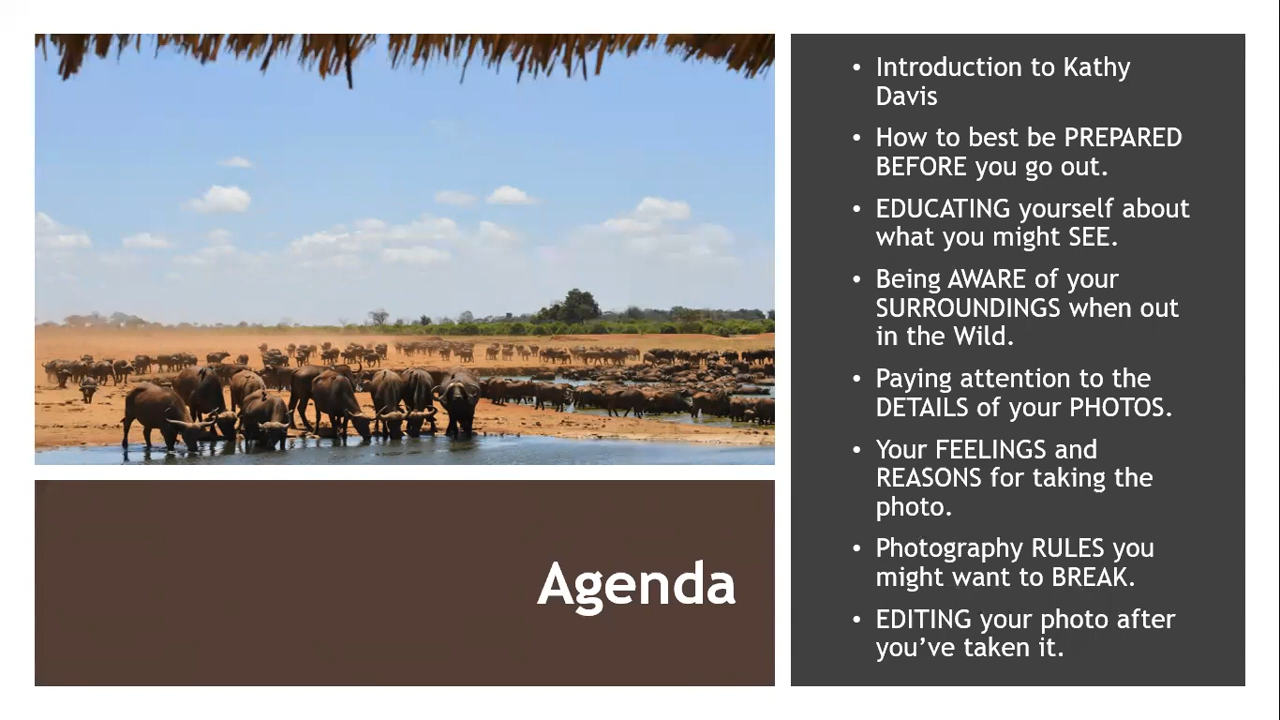 Agenda
• Introduction to Kathy
Davis
• How to best be PREPARED
BEFORE you go out.
• EDUCATING yourself about
what you might SEE.
• Being AWARE of your
SURROUNDINGS when out
in the Wild.
• Paying attention to the
DETAILS of your PHOTOS.
• Your FEELINGS and
REASONS for taking the
photo.
• Photography RULES you
might want to BREAK.
• EDITING your photo after
you’ve taken it.